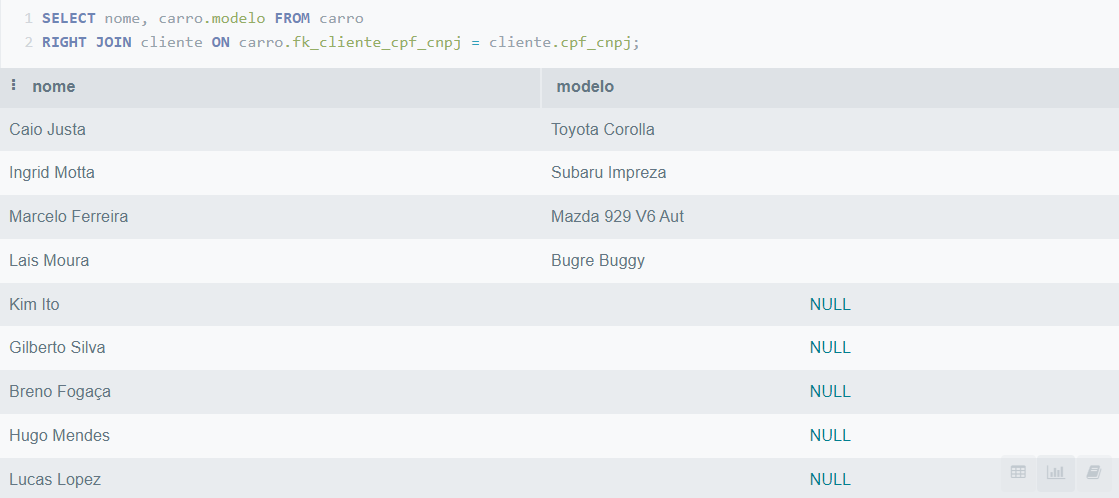 1 SELECT nome, carro.modelo FROM carro
2 RIGHT JOIN cliente ON carro.fk_cliente_cpf_cnpj = cliente.cpf_cnpj;
nome modelo
Caio Justa Toyota Corolla
Ingrid Motta Subaru Impreza
Marcelo Ferreira Mazda 929 V6 Aut
Lais Moura Bugre Buggy
Kim Ito NULL
Gilberto Silva NULL
Breno Fogaça NULL
Hugo Mendes NULL
Lucas Lopez NULL